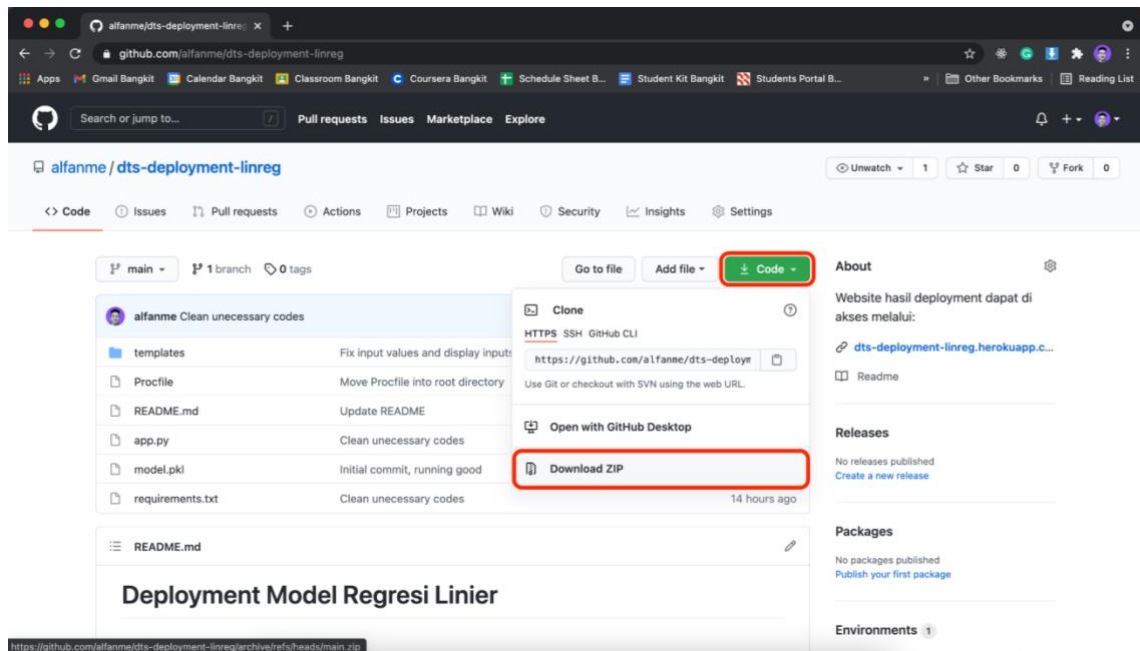 alfanme/dts-deployment-linreg
github.com/alfanme/dts-deployment-linreg
Apps Gmail Bangkit Calendar Bangkit Classroom Bangkit Coursera Bangkit Schedule Sheet B... Student Kit Bangkit Students Portal B... » Other Bookmarks Reading List
Search or jump to... / Pull requests Issues Marketplace Explore
alfanme / dts-deployment-linreg
Unwatch 1 Star 0 Fork 0
<> Code Issues Pull requests Actions Projects Wiki Security Insights Settings
main 1 branch 0 tags Go to file Add file Code
alfanme Clean unecessary codes
templates Fix input values and display inputs
Procfile Move Procfile into root directory
README.md Update README
app.py Clean unecessary codes
model.pkl Initial commit, running good
requirements.txt Clean unecessary codes 14 hours ago
Clone
HTTPS SSH GitHub CLI
https://github.com/alfanme/dts-deploym
Use Git or checkout with SVN using the web URL.
Open with GitHub Desktop
Download ZIP
README.md
Deployment Model Regresi Linier
About
Website hasil deployment dapat di
akses melalui:
dts-deployment-linreg.herokuapp.c...
Readme
Releases
No releases published
Create a new release
Packages
No packages published
Publish your first package
Environments 1
https://github.com/alfanme/dts-deployment-linreg/archive/refs/heads/main.zip